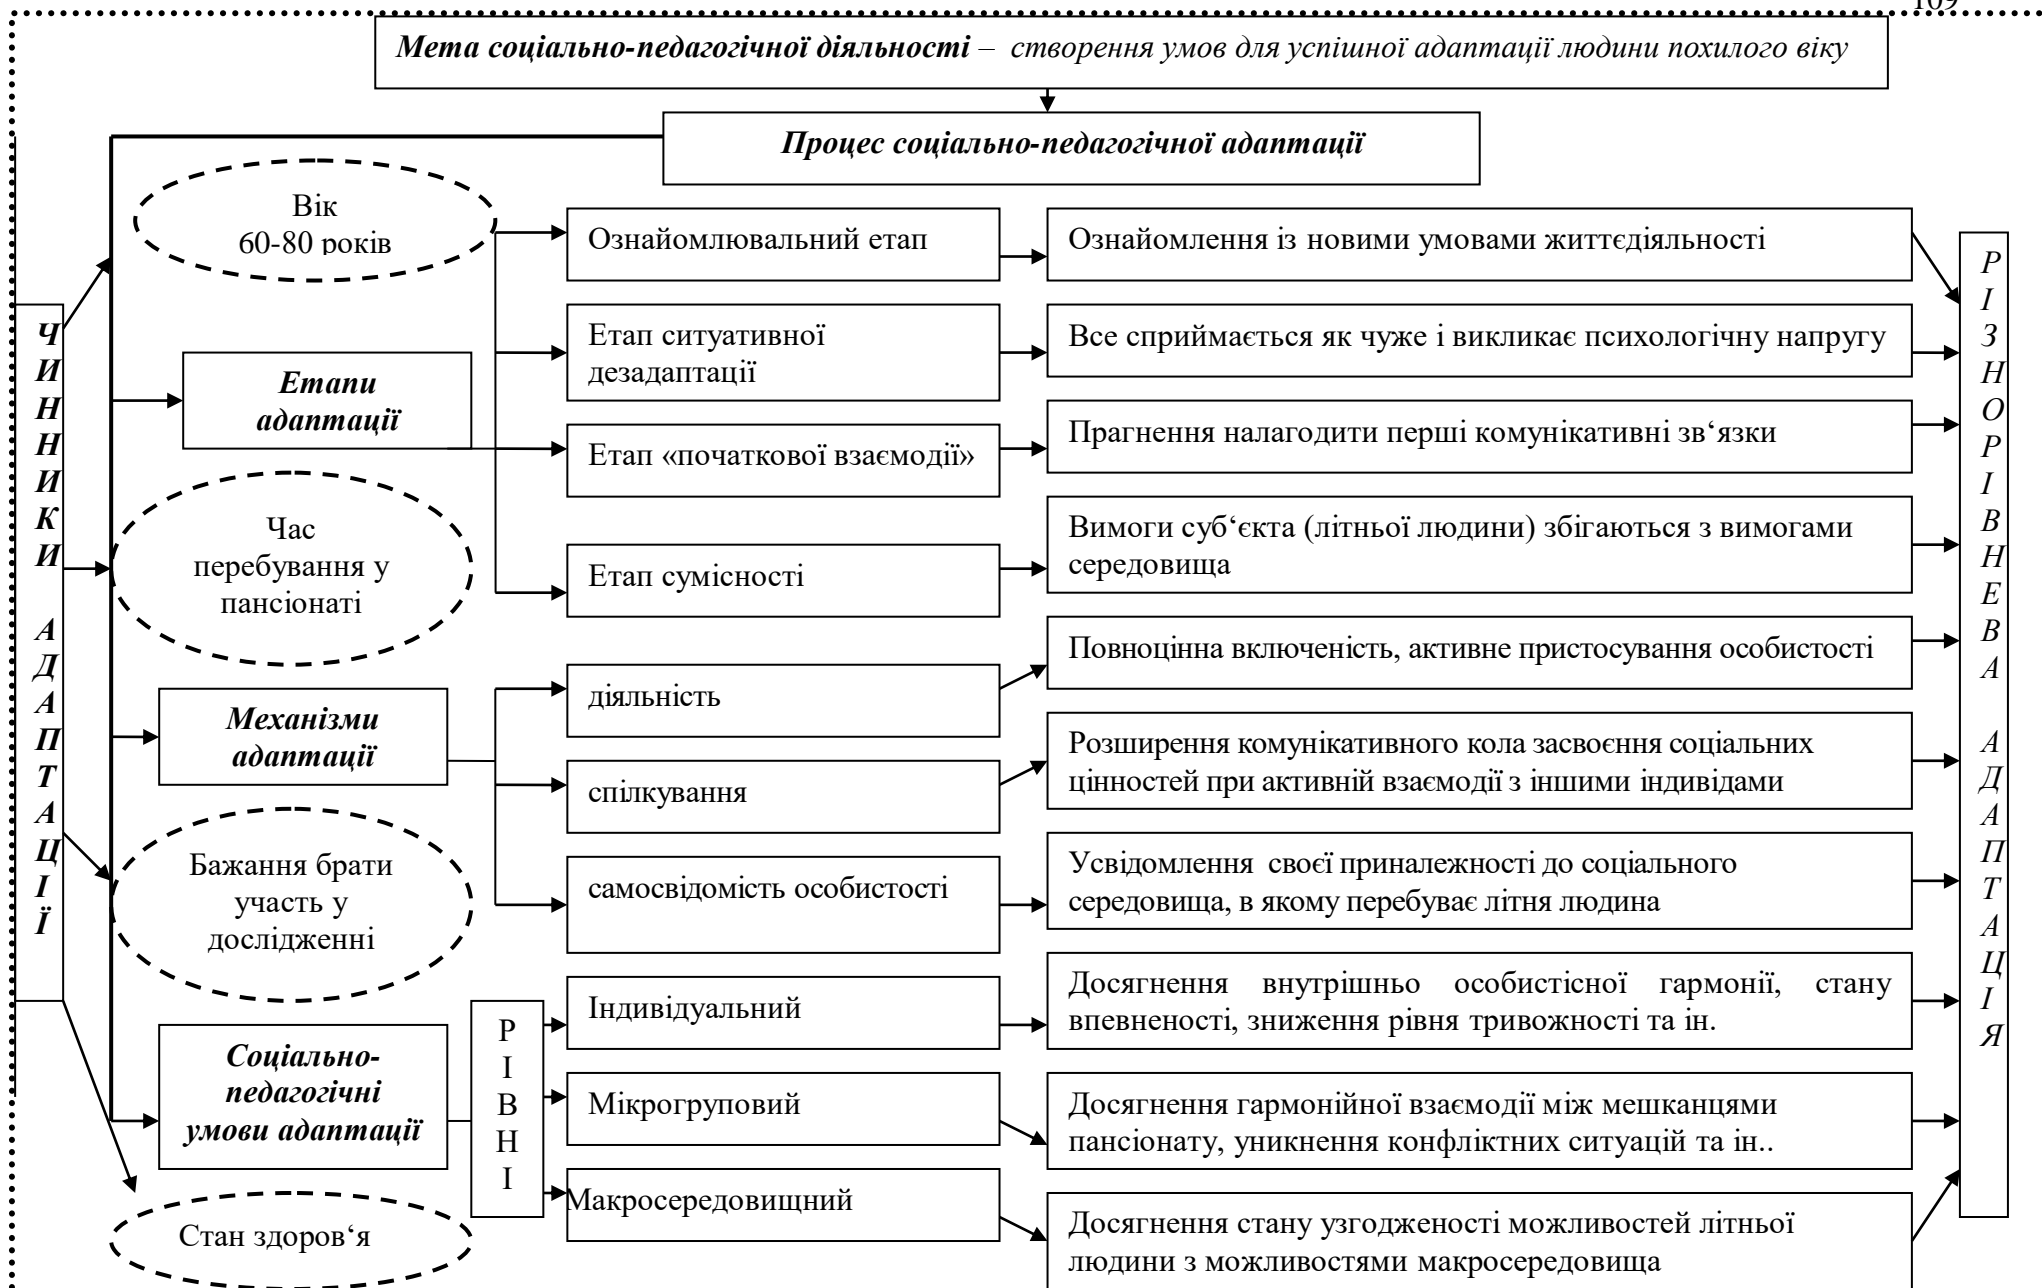 109
Мета соціально-педагогічної діяльності – створення умов для успішної адаптації людини похилого віку
Процес соціально-педагогічної адаптації
ЧИННИКИ АДАПТАЦІЇ
Вік
60-80 років
Етапи
адаптації
Ознайомлювальний етап
Ознайомлення із новими умовами життєдіяльності
Етап ситуативної
дезадаптації
Все сприймається як чуже і викликає психологічну напругу
Етап «початкової взаємодії»
Прагнення налагодити перші комунікативні зв‘язки
Етап сумісності
Вимоги суб‘єкта (літньої людини) збігаються з вимогами
середовища
Час
перебування у
пансіонаті
Механізми
адаптації
діяльність
Повноцінна включеність, активне пристосування особистості
спілкування
Розширення комунікативного кола засвоєння соціальних
цінностей при активній взаємодії з іншими індивідами
самосвідомість особистості
Усвідомлення своєї приналежності до соціального
середовища, в якому перебуває літня людина
Бажання брати
участь у
дослідженні
Соціально-
педагогічні
умови адаптації
РІВНІ
Індивідуальний
Досягнення внутрішньо особистісної гармонії, стану
впевненості, зниження рівня тривожності та ін.
Мікрогруповий
Досягнення гармонійної взаємодії між мешканцями
пансіонату, уникнення конфліктних ситуацій та ін..
Макросередовищний
Досягнення стану узгодженості можливостей літньої
людини з можливостями макросередовища
Стан здоров‘я
РІЗНОРІВНЕВА АДАПТАЦІЯ